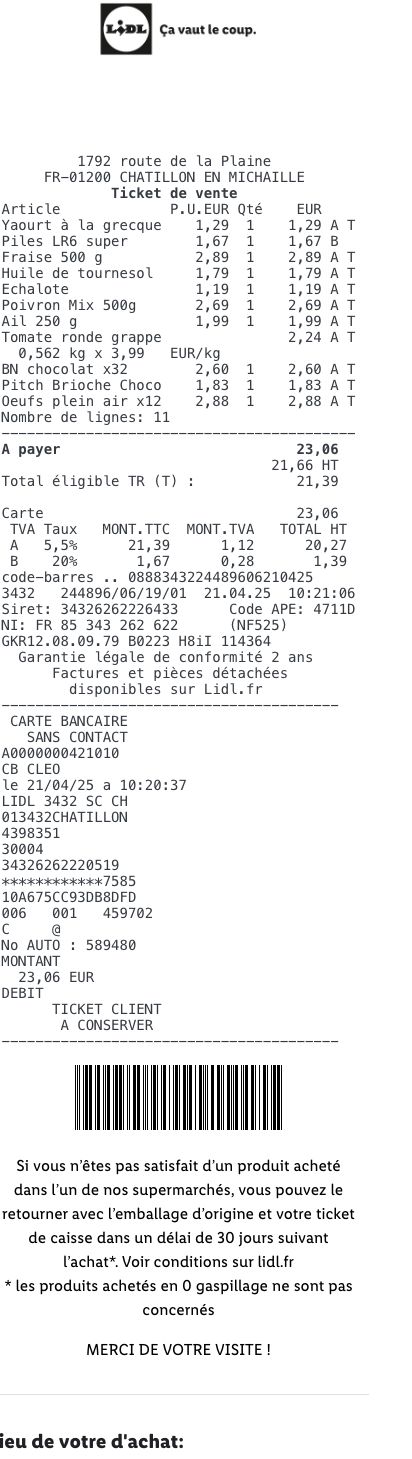 LIDL Ça vaut le coup.
1792 route de la Plaine
FR-01200 CHATILLON EN MICHAILLE
Ticket de vente
Article P.U.EUR Qté EUR
Yaourt à la grecque 1,29 1 1,29 A T
Piles LR6 super 1,67 1 1,67 B
Fraise 500 g 2,89 1 2,89 A T
Huile de tournesol 1,79 1 1,79 A T
Echalote 1,19 1 1,19 A T
Poivron Mix 500g 2,69 1 2,69 A T
Ail 250 g 1,99 1 1,99 A T
Tomate ronde grappe 2,24 A T
0,562 kg x 3,99 EUR/kg
BN chocolat x32 2,60 1 2,60 A T
Pitch Brioche Choco 1,83 1 1,83 A T
Oeufs plein air x12 2,88 1 2,88 A T
Nombre de lignes: 11
A payer 23,06
21,66 HT
Total éligible TR (T) : 21,39
Carte 23,06
TVA Taux MONT.TTC MONT.TVA TOTAL HT
A 5,5% 21,39 1,12 20,27
B 20% 1,67 0,28 1,39
code-barres .. 0888343224489606210425
3432 244896/06/19/01 21.04.25 10:21:06
Siret: 34326262226433 Code APE: 4711D
NI: FR 85 343 262 622 (NF525)
GKR12.08.09.79 B0223 H8iI 114364
Garantie légale de conformité 2 ans
Factures et pièces détachées
disponibles sur Lidl.fr
CARTE BANCAIRE
SANS CONTACT
A0000000421010
CB CLEO
le 21/04/25 a 10:20:37
LIDL 3432 SC CH
013432CHATILLON
4398351
30004
34326262220519
************7585
10A675CC93DB8DFD
006 001 459702
C @
No AUTO : 589480
MONTANT
23,06 EUR
DEBIT
TICKET CLIENT
A CONSERVER
Si vous n'êtes pas satisfait d'un produit acheté
dans l'un de nos supermarchés, vous pouvez le
retourner avec l'emballage d'origine et votre ticket
de caisse dans un délai de 30 jours suivant
l'achat*. Voir conditions sur lidl.fr
* les produits achetés en 0 gaspillage ne sont pas
concernés
MERCI DE VOTRE VISITE !
ieu de votre d'achat: